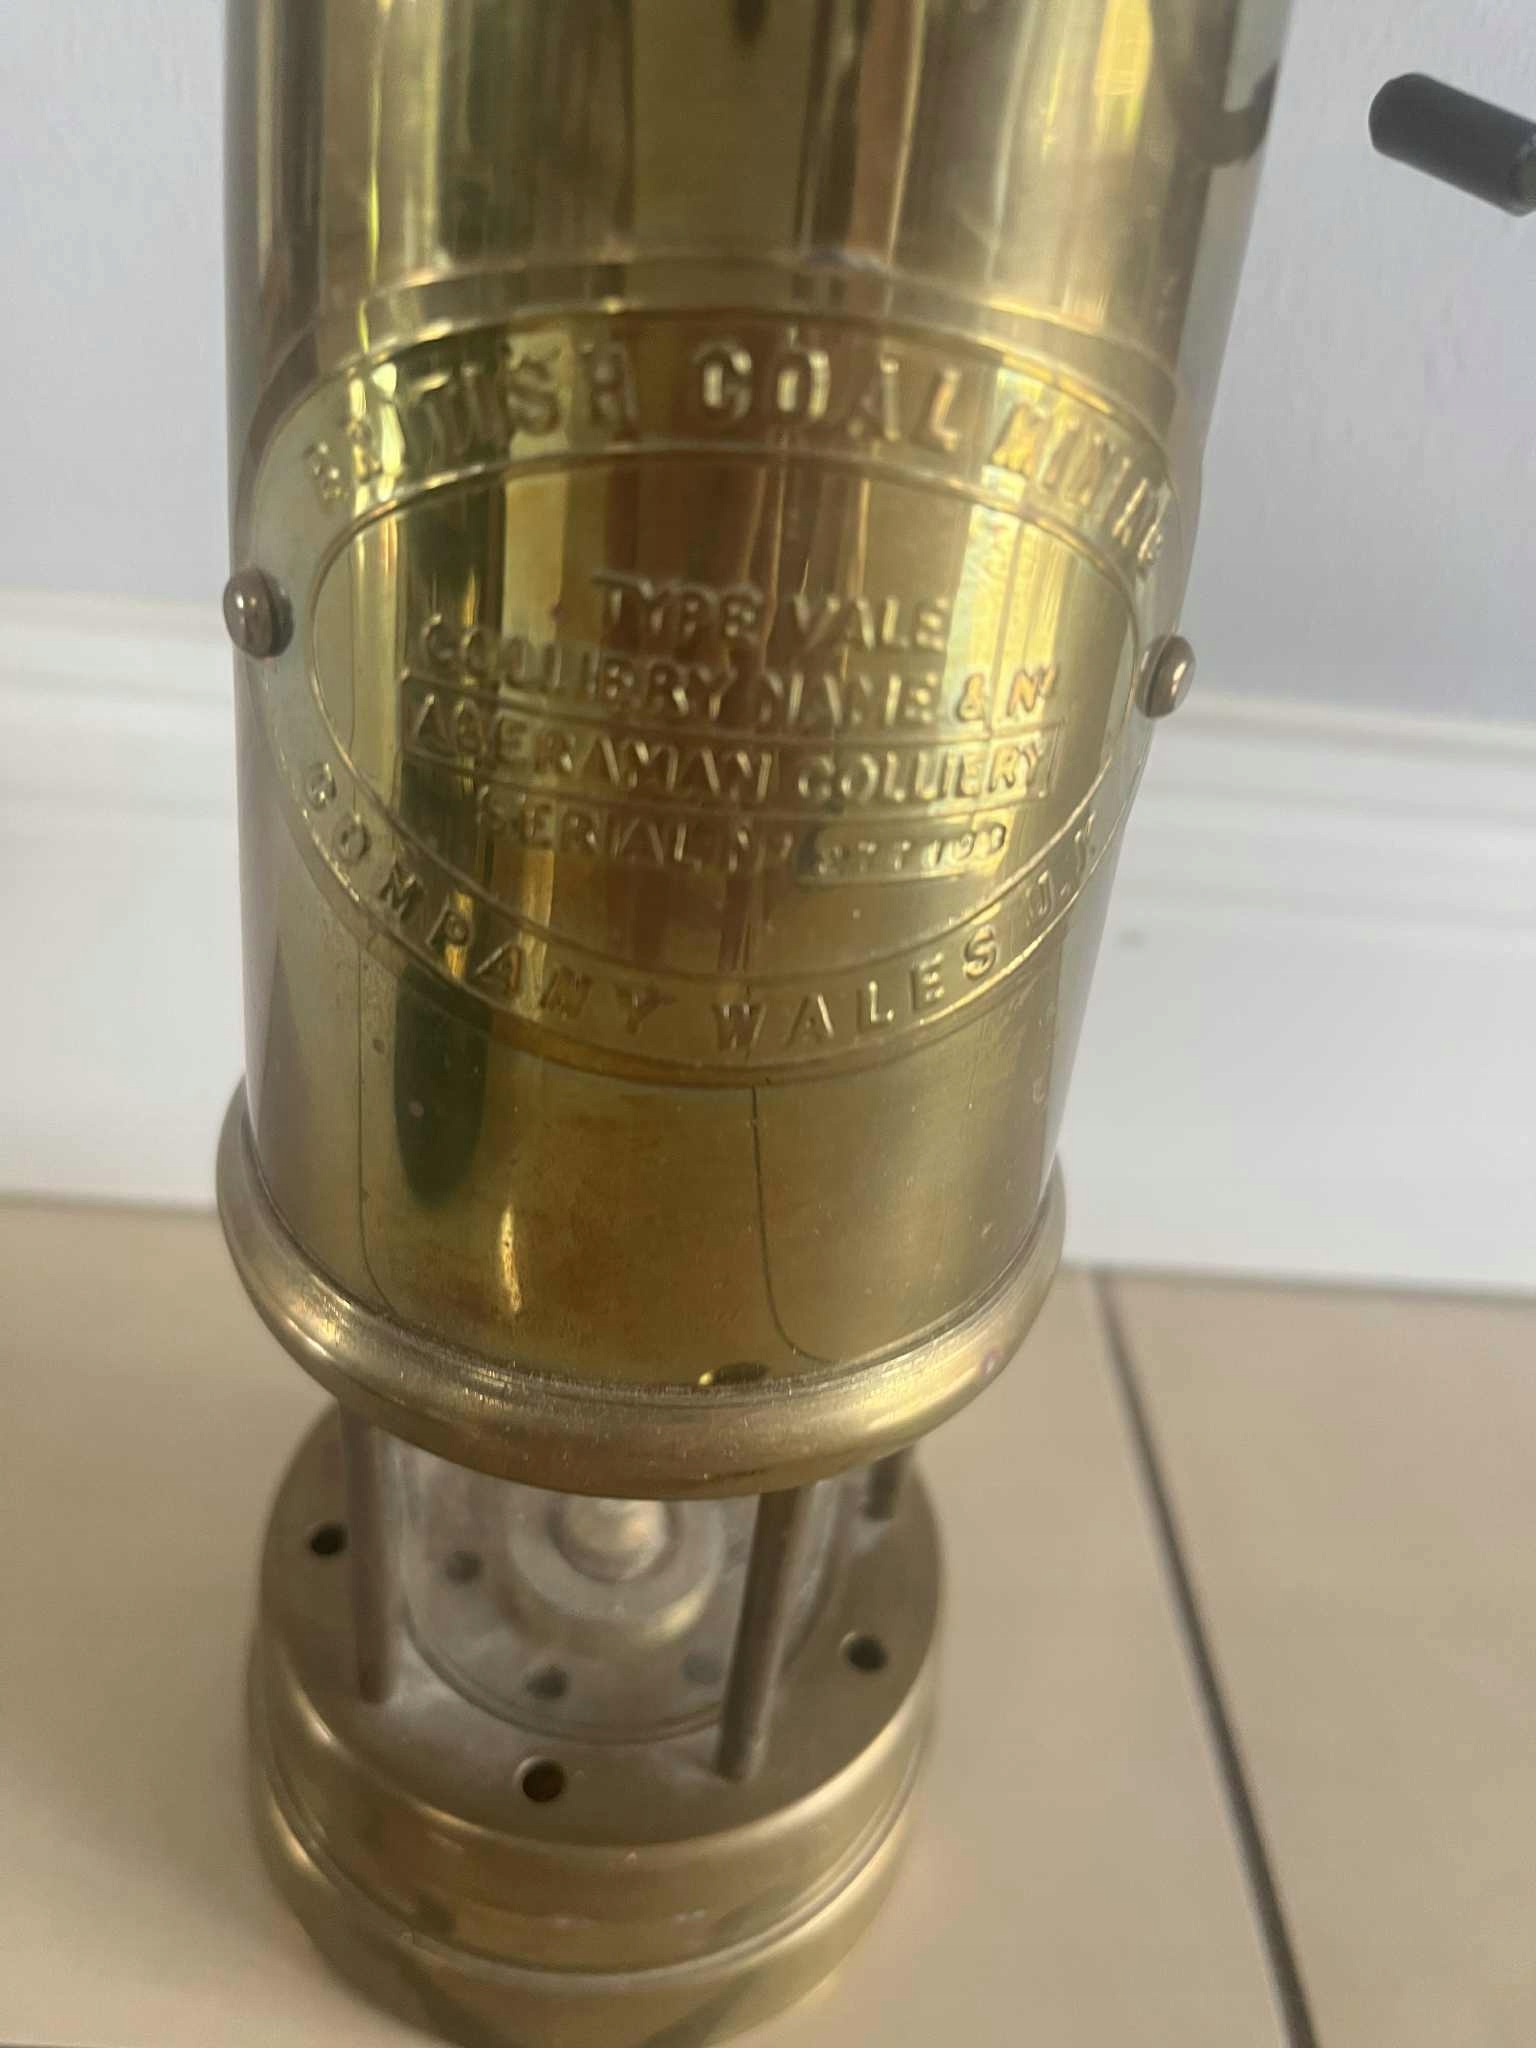 BRITISH COAL MINING
TYPE VALE
COLLIERY NAME & No
ABERAMAN COLLIERY
SERIAL No
COMPANY WALES U.K.